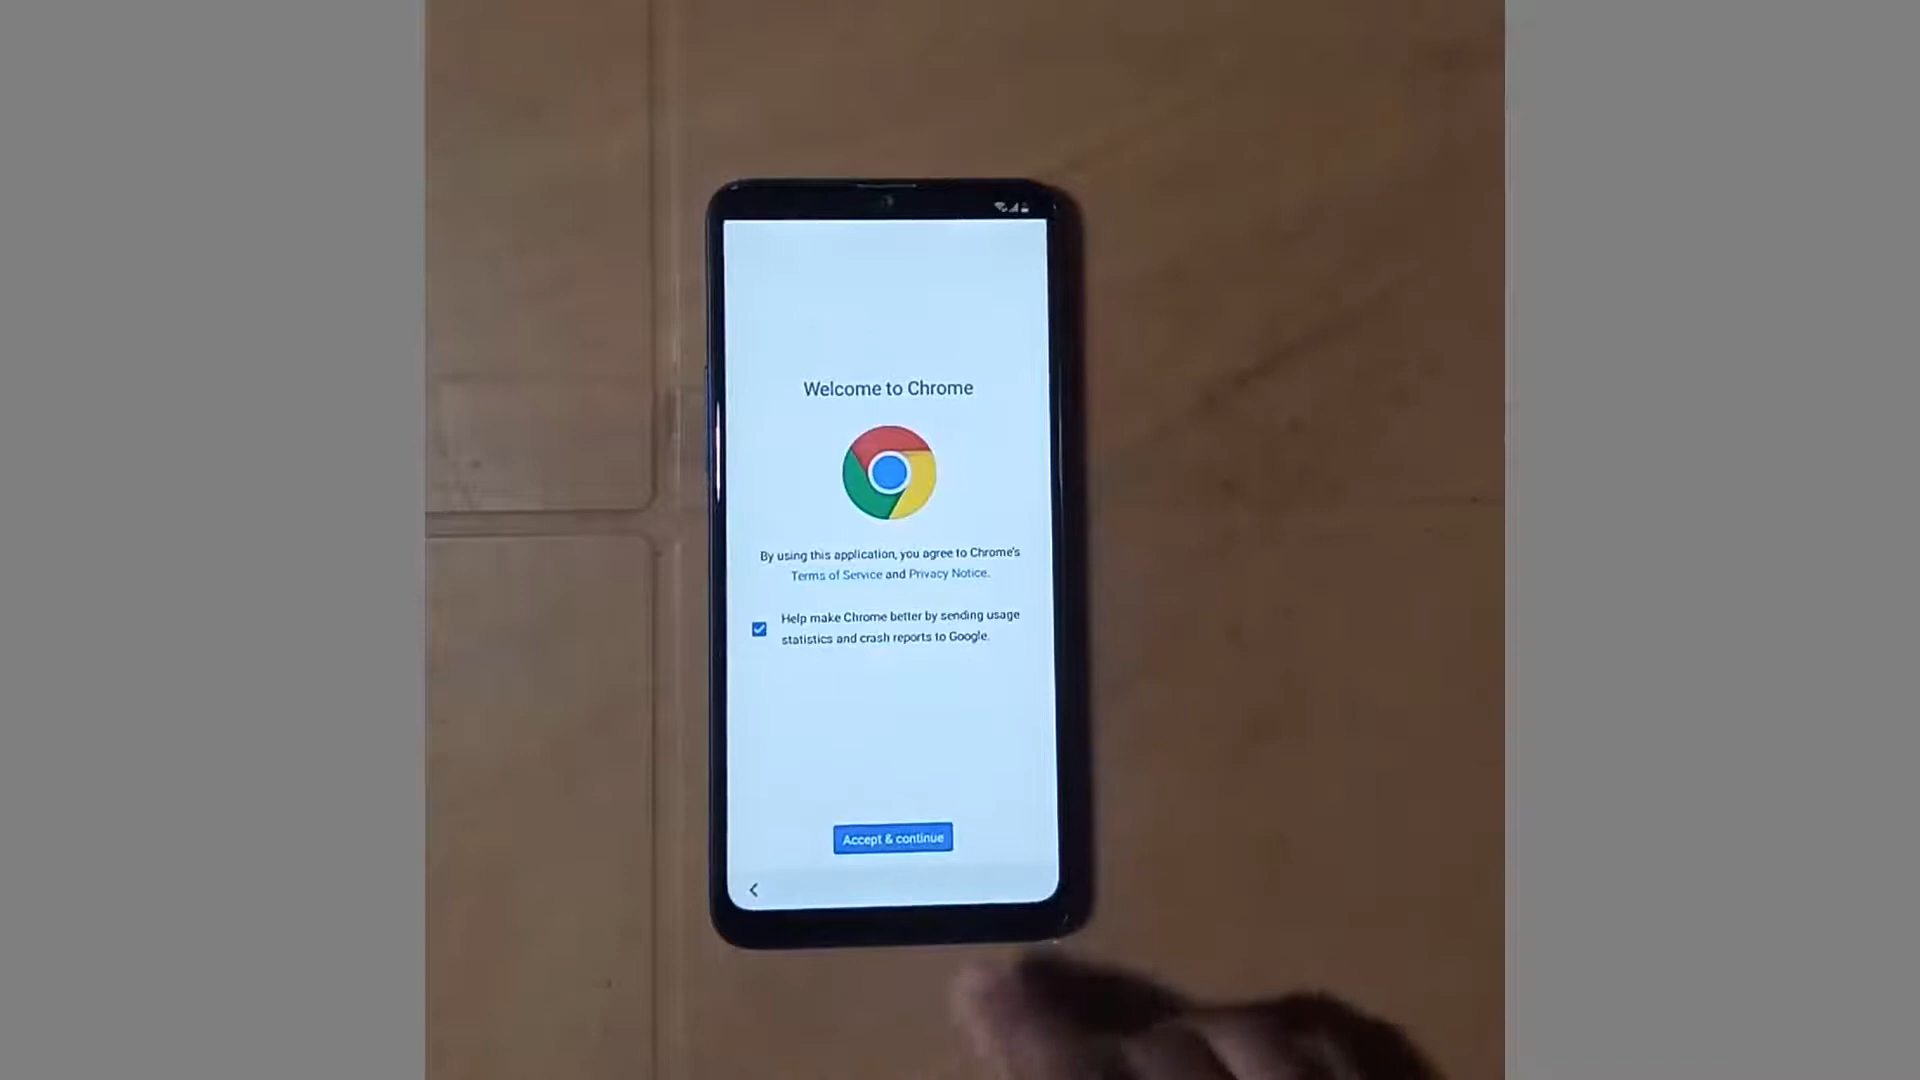 Welcome to Chrome
By using this application, you agree to Chrome's
Terms of Service and Privacy Notice.
Help make Chrome better by sending usage
statistics and crash reports to Google.
Accept & continue